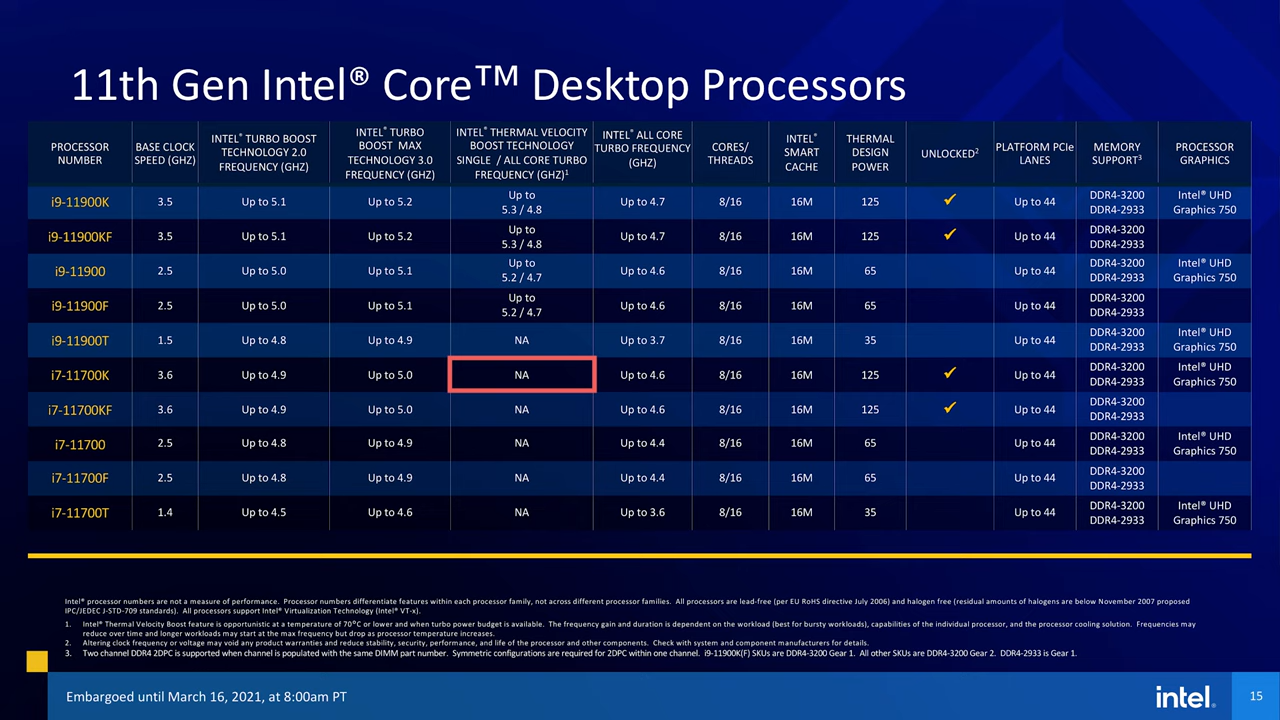 11th Gen Intel® Core™ Desktop Processors
PROCESSOR NUMBER BASE CLOCK SPEED (GHZ) INTEL® TURBO BOOST TECHNOLOGY 2.0 FREQUENCY (GHZ) INTEL® TURBO BOOST MAX TECHNOLOGY 3.0 FREQUENCY (GHZ) INTEL® THERMAL VELOCITY BOOST TECHNOLOGY SINGLE / ALL CORE TURBO FREQUENCY (GHZ)1 INTEL® ALL CORE TURBO FREQUENCY (GHZ) CORES/ THREADS INTEL® SMART CACHE THERMAL DESIGN POWER UNLOCKED2 PLATFORM PCIe LANES MEMORY SUPPORT3 PROCESSOR GRAPHICS
i9-11900K 3.5 Up to 5.1 Up to 5.2 Up to 5.3 / 4.8 Up to 4.7 8/16 16M 125 ✓ Up to 44 DDR4-3200 DDR4-2933 Intel® UHD Graphics 750
i9-11900KF 3.5 Up to 5.1 Up to 5.2 Up to 5.3 / 4.8 Up to 4.7 8/16 16M 125 ✓ Up to 44 DDR4-3200 DDR4-2933
i9-11900 2.5 Up to 5.0 Up to 5.1 Up to 5.2 / 4.7 Up to 4.6 8/16 16M 65 Up to 44 DDR4-3200 DDR4-2933 Intel® UHD Graphics 750
i9-11900F 2.5 Up to 5.0 Up to 5.1 Up to 5.2 / 4.7 Up to 4.6 8/16 16M 65 Up to 44 DDR4-3200 DDR4-2933
i9-11900T 1.5 Up to 4.8 Up to 4.9 NA Up to 3.7 8/16 16M 35 Up to 44 DDR4-3200 DDR4-2933 Intel® UHD Graphics 750
i7-11700K 3.6 Up to 4.9 Up to 5.0 NA Up to 4.6 8/16 16M 125 ✓ Up to 44 DDR4-3200 DDR4-2933 Intel® UHD Graphics 750
i7-11700KF 3.6 Up to 4.9 Up to 5.0 NA Up to 4.6 8/16 16M 125 ✓ Up to 44 DDR4-3200 DDR4-2933
i7-11700 2.5 Up to 4.8 Up to 4.9 NA Up to 4.4 8/16 16M 65 Up to 44 DDR4-3200 DDR4-2933 Intel® UHD Graphics 750
i7-11700F 2.5 Up to 4.8 Up to 4.9 NA Up to 4.4 8/16 16M 65 Up to 44 DDR4-3200 DDR4-2933
i7-11700T 1.4 Up to 4.5 Up to 4.6 NA Up to 3.6 8/16 16M 35 Up to 44 DDR4-3200 DDR4-2933 Intel® UHD Graphics 750
Intel® processor numbers are not a measure of performance. Processor numbers differentiate features within each processor family, not across different processor families. All processors are lead-free (per EU RoHS directive July 2006) and halogen free (residual amounts of halogens are below November 2007 proposed
IPC/JEDEC J-STD-709 standards). All processors support Intel® Virtualization Technology (Intel® VT-x).
1. Intel® Thermal Velocity Boost feature is opportunistic at a temperature of 70°C or lower and when turbo power budget is available. The frequency gain and duration is dependent on the workload (best for bursty workloads), capabilities of the individual processor, and the processor cooling solution. Frequencies may
reduce over time and longer workloads may start at the max frequency but drop as processor temperature increases.
2. Altering clock frequency or voltage may void any product warranties and reduce stability, security, performance, and life of the processor and other components. Check with system and component manufacturers for details.
3. Two channel DDR4 2DPC is supported when channel is populated with the same DIMM part number. Symmetric configurations are required for 2DPC within one channel. i9-11900K(F) SKUs are DDR4-3200 Gear 1. All other SKUs are DDR4-3200 Gear 2. DDR4-2933 is Gear 1.
Embargoed until March 16, 2021, at 8:00am PT
intel.
15